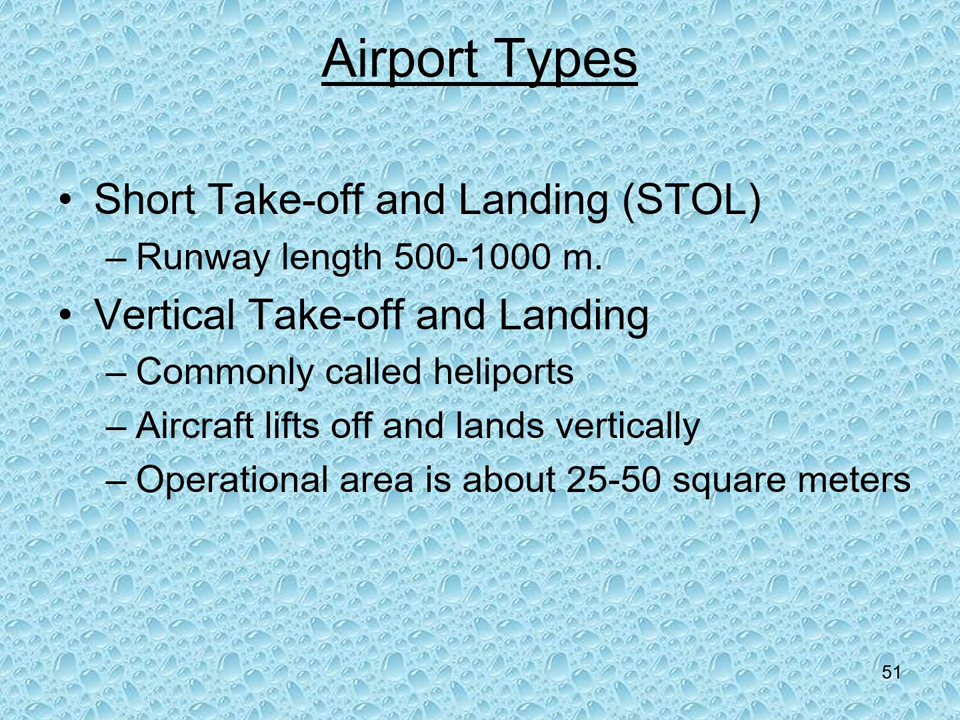 Airport Types
• Short Take-off and Landing (STOL)
– Runway length 500-1000 m.
• Vertical Take-off and Landing
– Commonly called heliports
– Aircraft lifts off and lands vertically
– Operational area is about 25-50 square meters
51